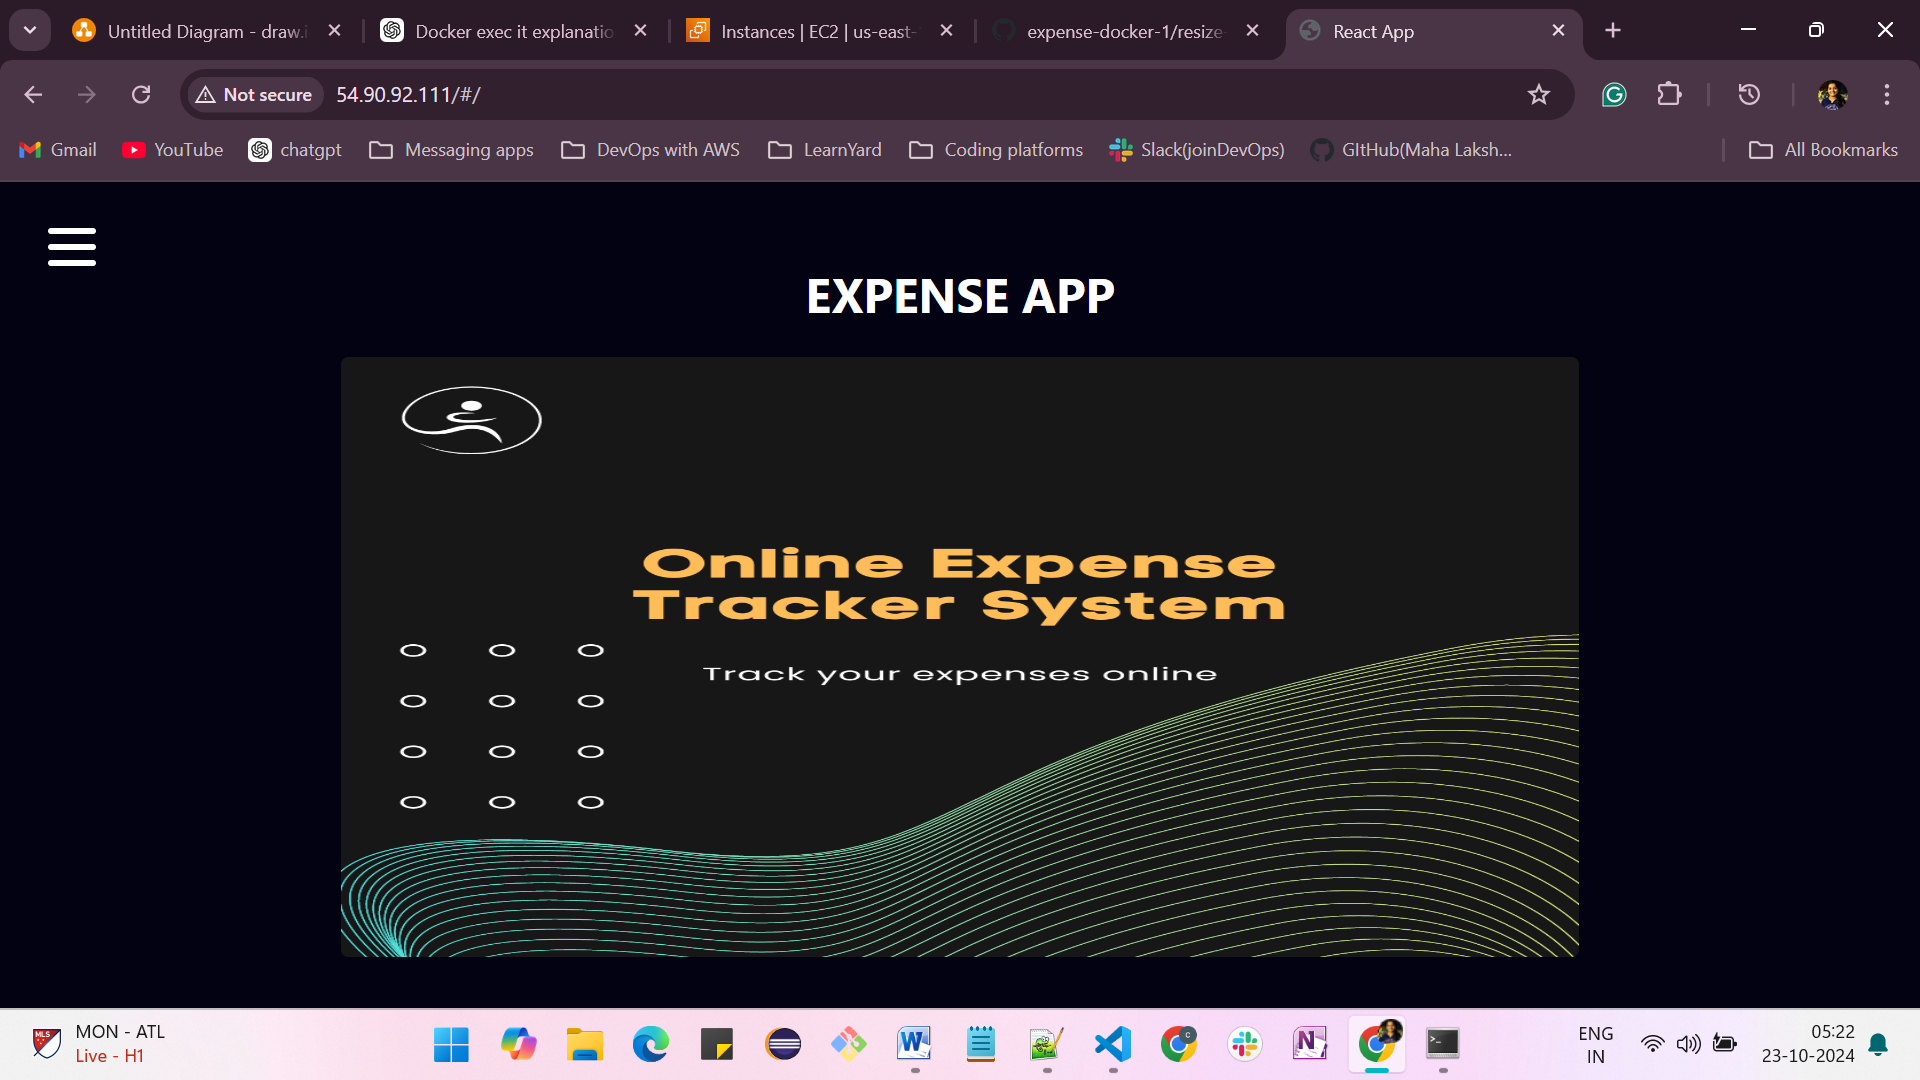 Untitled Diagram - draw.i
Docker exec it explanatio
Instances | EC2 | us-east-
expense-docker-1/resize-
React App
Not secure
54.90.92.111/#/
Gmail
YouTube
chatgpt
Messaging apps
DevOps with AWS
LearnYard
Coding platforms
Slack(joinDevOps)
GItHub(Maha Laksh...
All Bookmarks
EXPENSE APP
Online Expense
Tracker System
Track your expenses online
MLS
MON - ATL
Live - H1
ENG
IN
05:22
23-10-2024